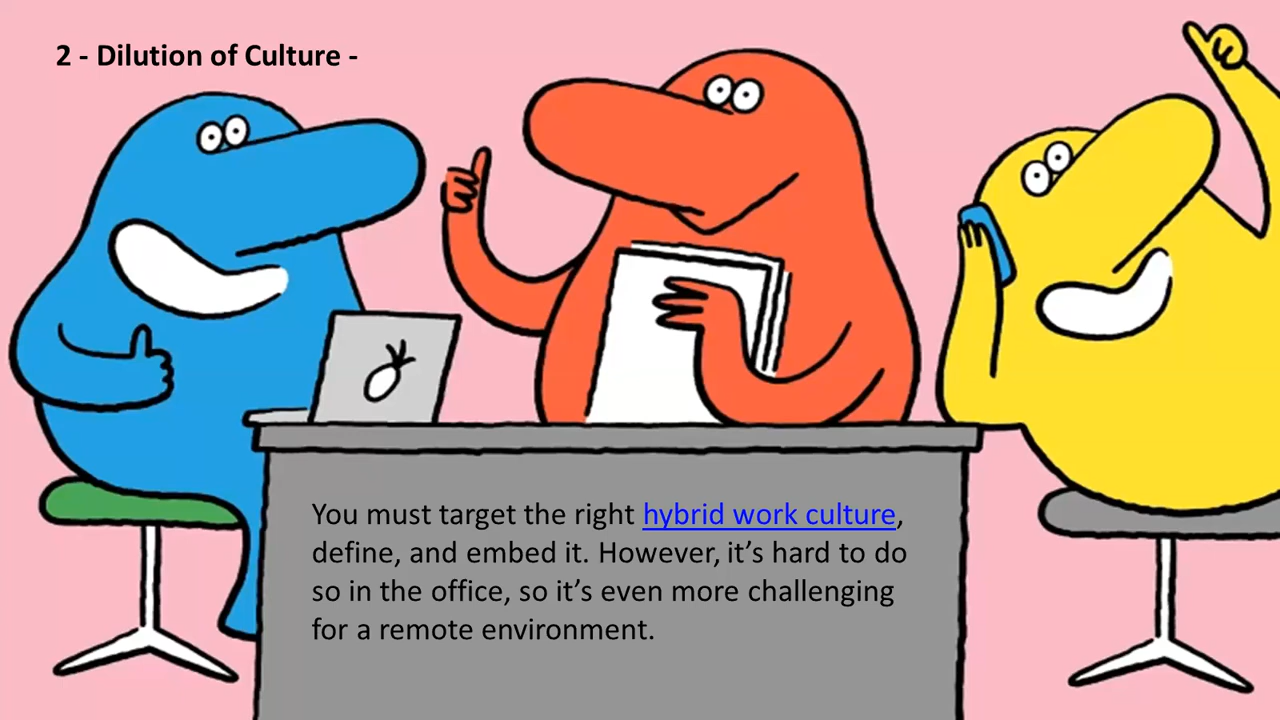 2 - Dilution of Culture -
You must target the right hybrid work culture,
define, and embed it. However, it’s hard to do
so in the office, so it’s even more challenging
for a remote environment.